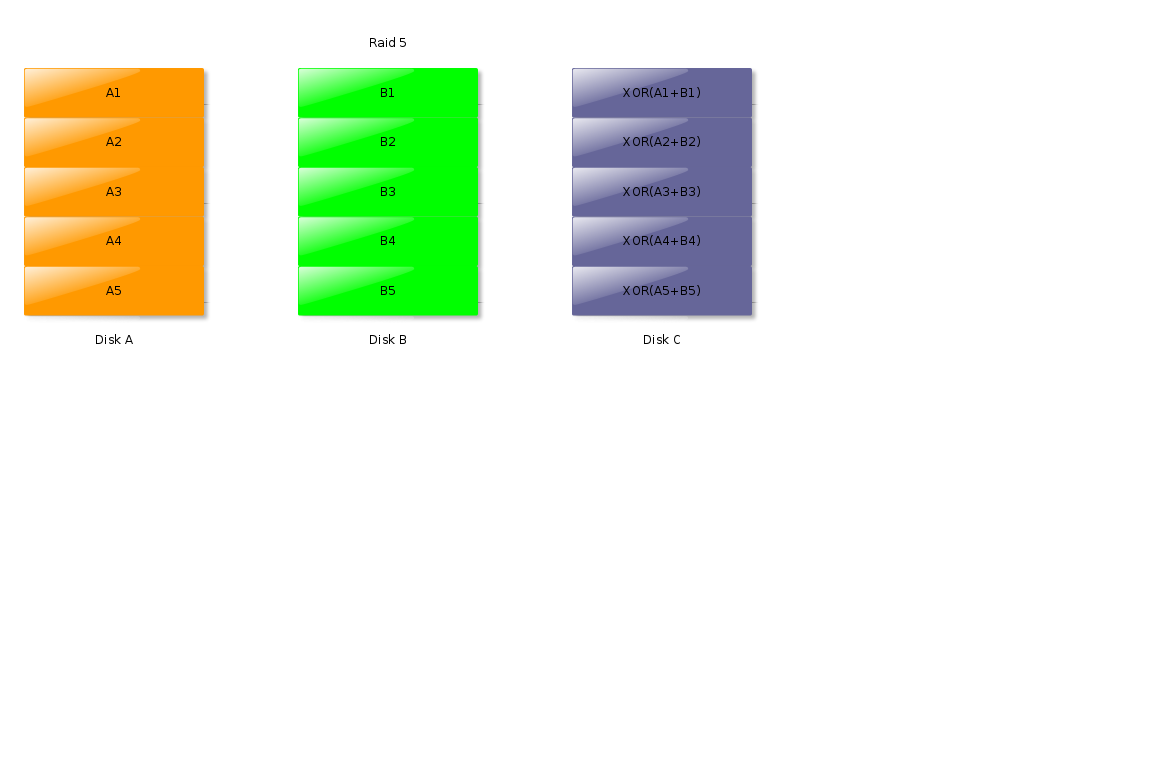 Raid 5
A1 B1 XOR(A1+B1)
A2 B2 XOR(A2+B2)
A3 B3 XOR(A3+B3)
A4 B4 XOR(A4+B4)
A5 B5 XOR(A5+B5)
Disk A Disk B Disk C